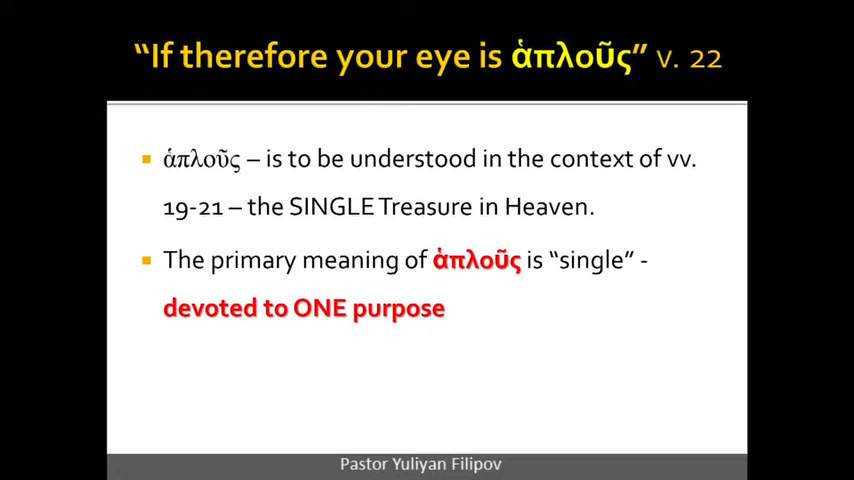 “If therefore your eye is ἁπλοῦς” v. 22
ἁπλοῦς – is to be understood in the context of vv.
19-21 – the SINGLE Treasure in Heaven.
The primary meaning of ἁπλοῦς is “single” -
devoted to ONE purpose
Pastor Yuliyan Filipov